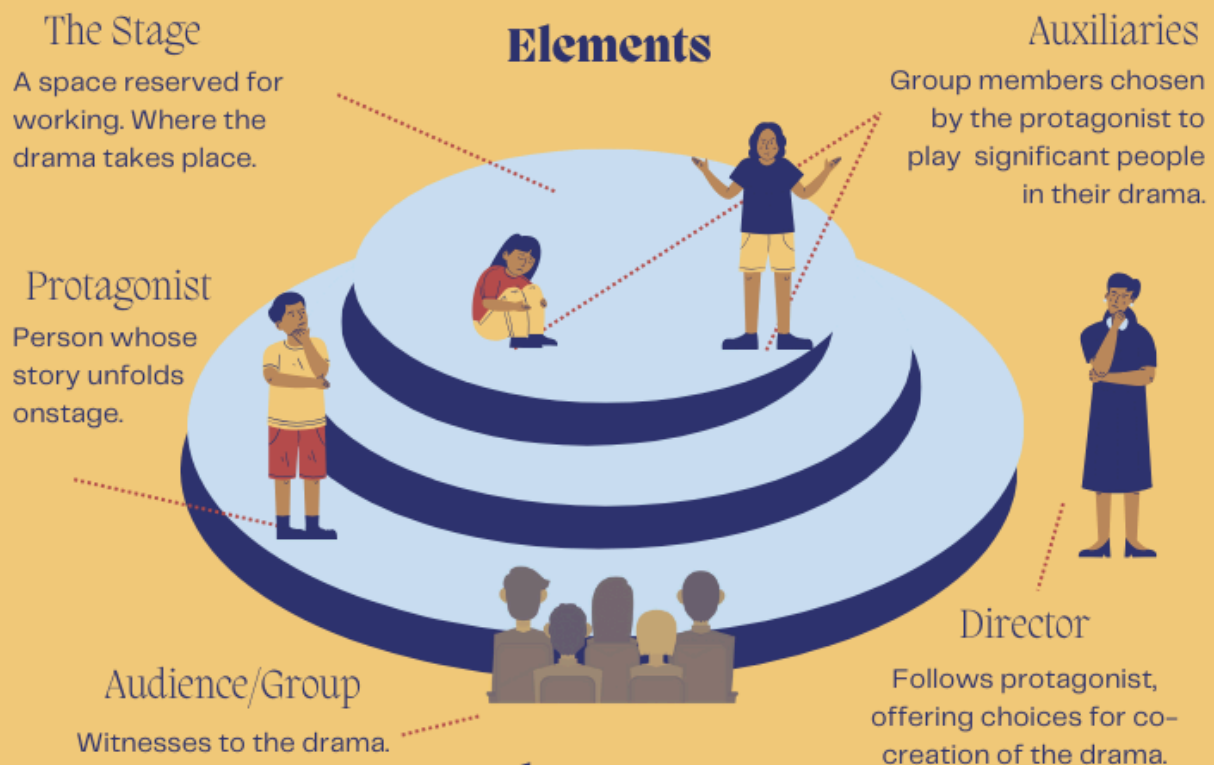 Elements
The Stage
A space reserved for
working. Where the
drama takes place.
Auxiliaries
Group members chosen
by the protagonist to
play significant people
in their drama.
Protagonist
Person whose
story unfolds
onstage.
Director
Follows protagonist,
offering choices for co-
creation of the drama.
Audience/Group
Witnesses to the drama.